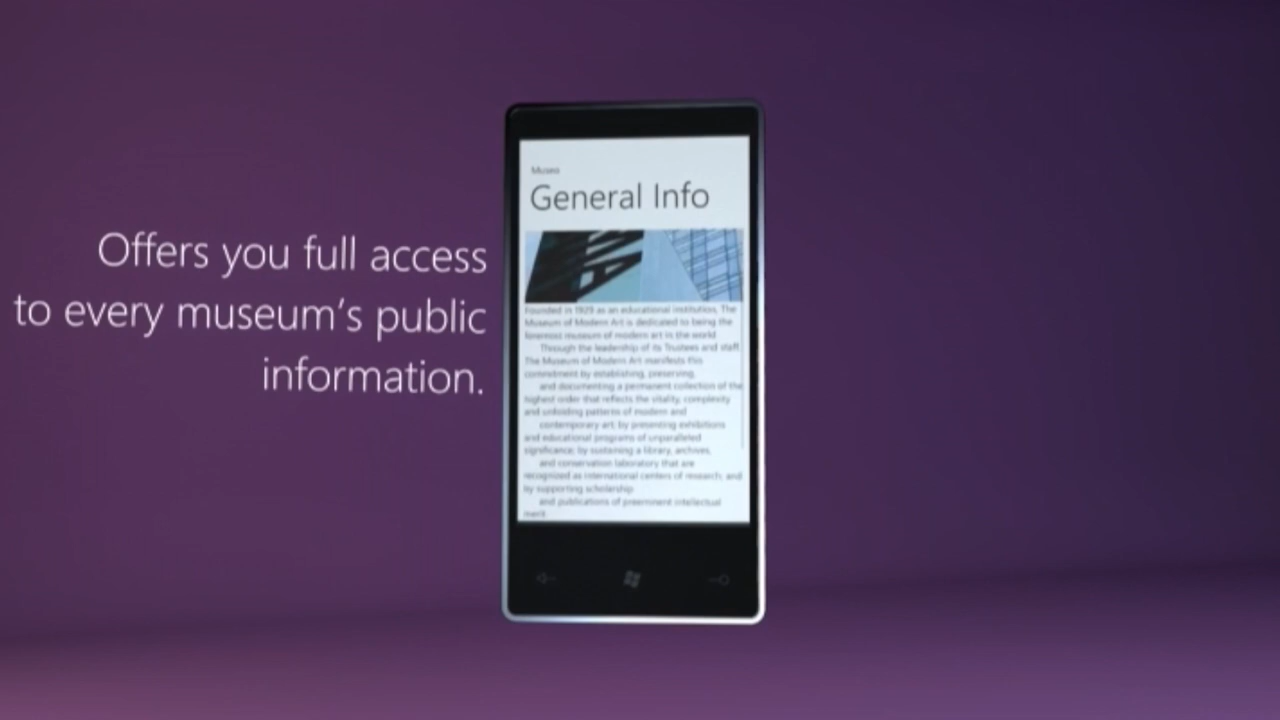 Offers you full access
to every museum's public
information.
Museo
General Info
MA
Founded in 1929 as an educational institution, The
Museum of Modern Art is dedicated to being the
foremost museum of modern art in the world.
Through the leadership of its Trustees and staff,
The Museum of Modern Art manifests this
commitment by establishing, preserving,
and documenting a permanent collection of the
highest order that reflects the vitality, complexity
and unfolding patterns of modern and
contemporary art; by presenting exhibitions
and educational programs of unparalleled
significance; by sustaining a library, archives,
and conservation laboratory that are
recognized as international centers of research; and
by supporting scholarship
and publications of preeminent intellectual
merit.